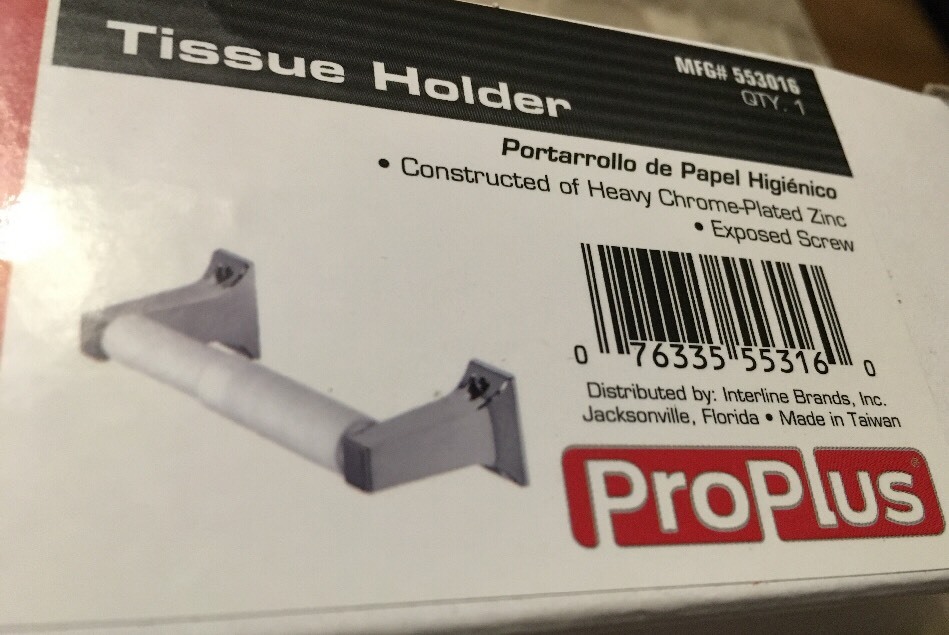 Tissue Holder
MFG# 553016
QTY. 1
Portarrollo de Papel Higiénico
• Constructed of Heavy Chrome-Plated Zinc
• Exposed Screw
0 76335 55316 0
Distributed by: Interline Brands, Inc.
Jacksonville, Florida • Made in Taiwan
ProPlus®